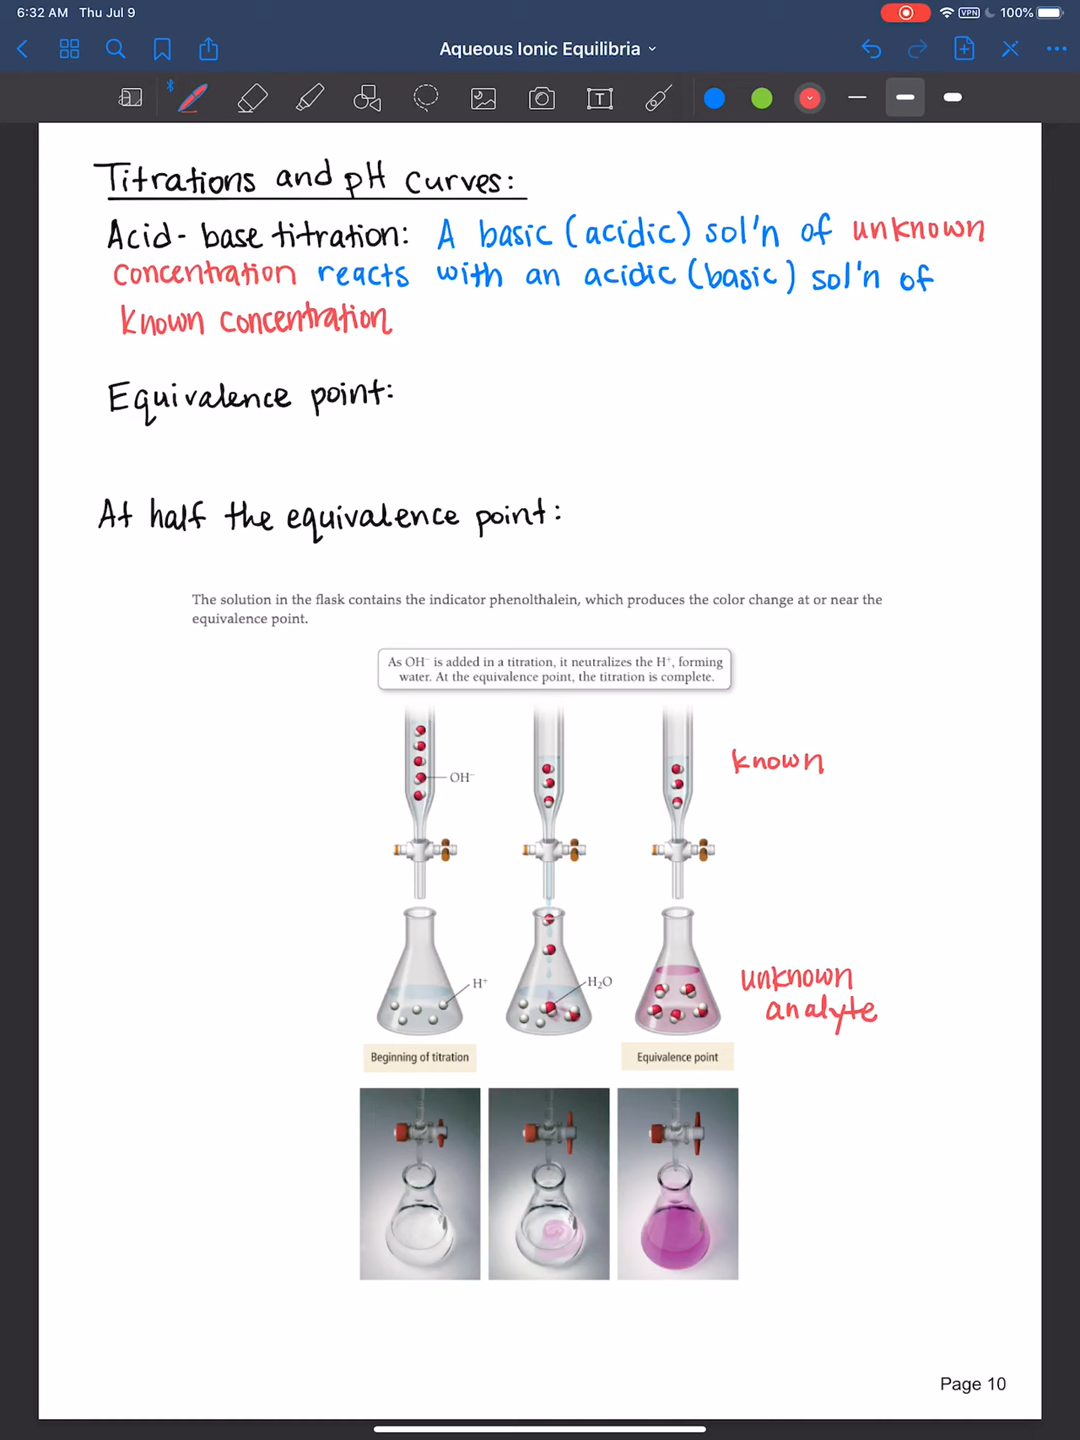 6:32 AM Thu Jul 9
VPN 100%
Aqueous Ionic Equilibria
T
Titrations and pH curves:
Acid-base titration: A basic (acidic) sol'n of unknown
concentration reacts with an acidic (basic) sol'n of
known concentration
Equivalence point:
At half the equivalence point:
The solution in the flask contains the indicator phenolthalein, which produces the color change at or near the
equivalence point.
As OH⁻ is added in a titration, it neutralizes the H⁺, forming
water. At the equivalence point, the titration is complete.
known
OH⁻
H⁺
H₂O
unknown
analyte
Beginning of titration
Equivalence point
Page 10